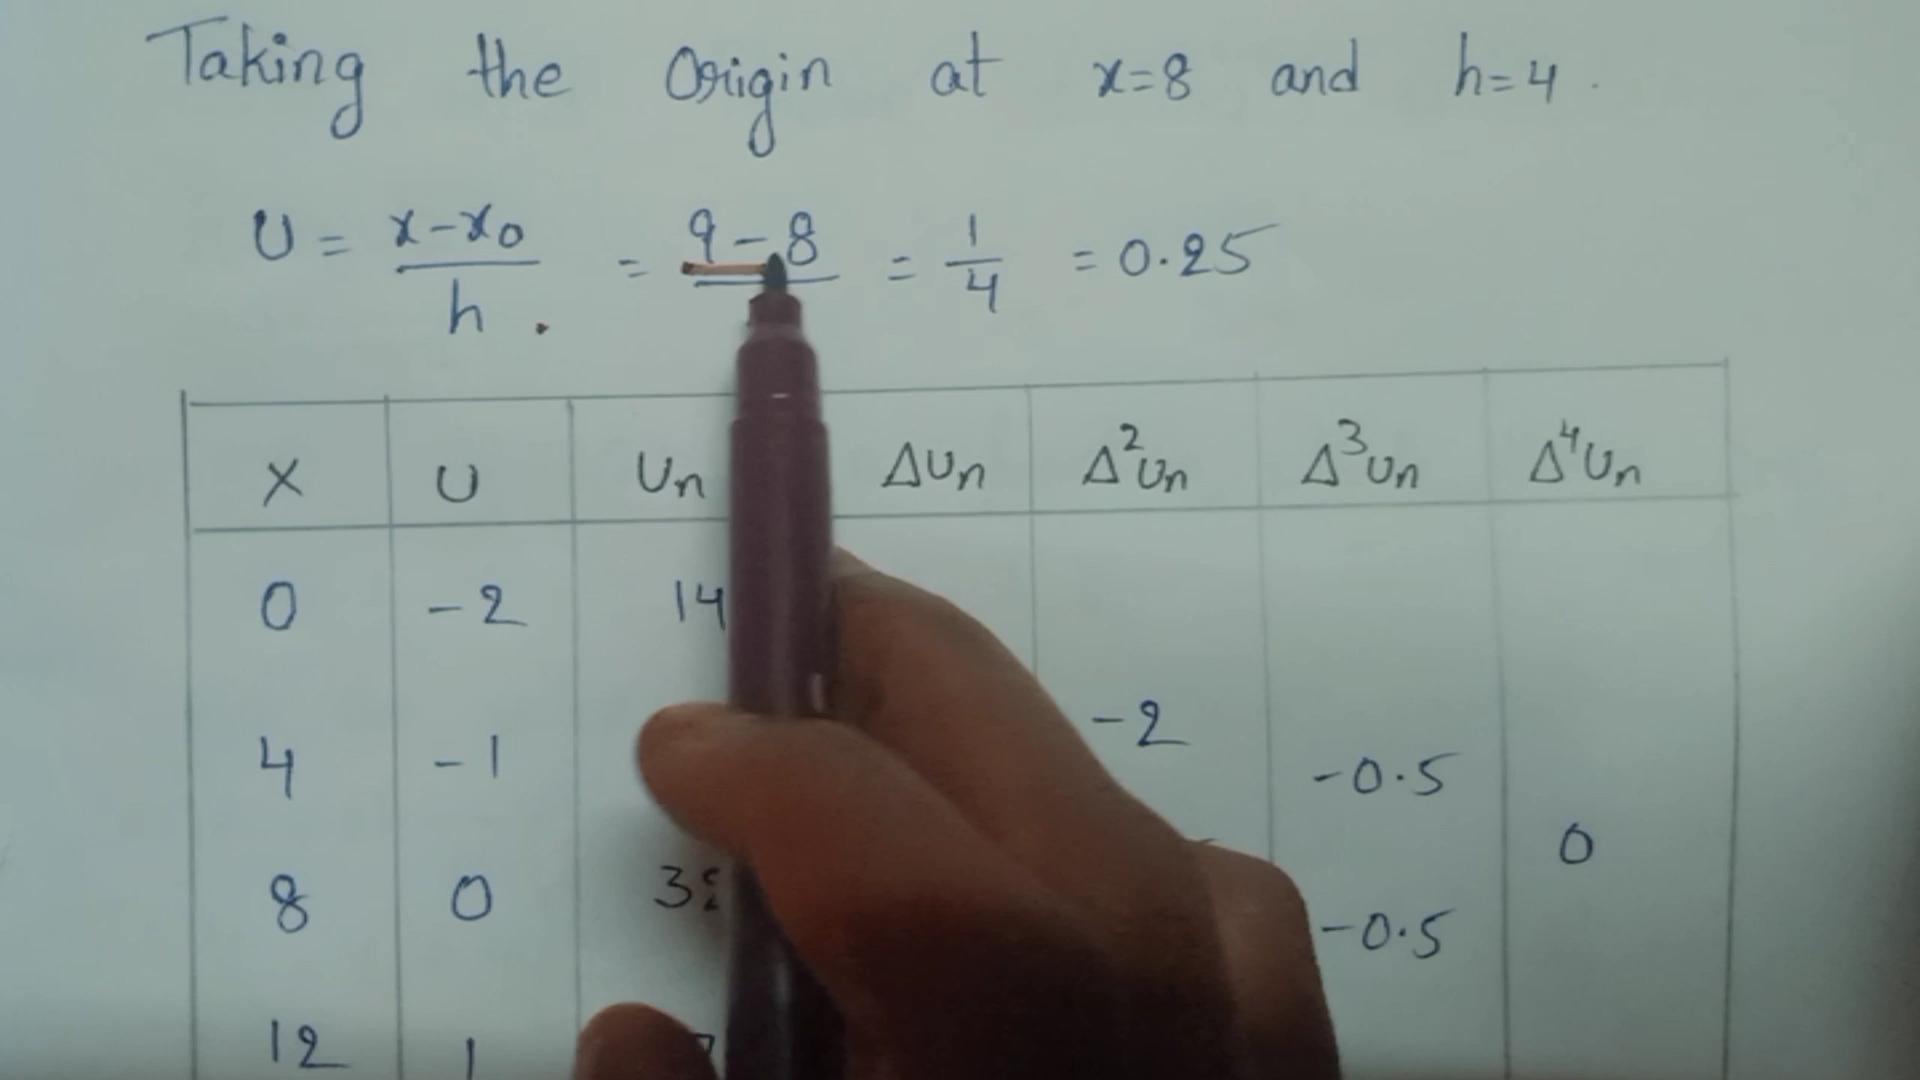 Taking the Origin at x=8 and h=4.
U = x-x₀/h = 9-8/ = 1/4 = 0.25
X U Uₙ ΔUₙ Δ²Uₙ Δ³Uₙ Δ⁴Uₙ
0 -2 14
-2
4 -1 -0.5
0
8 0 -0.5
12 1